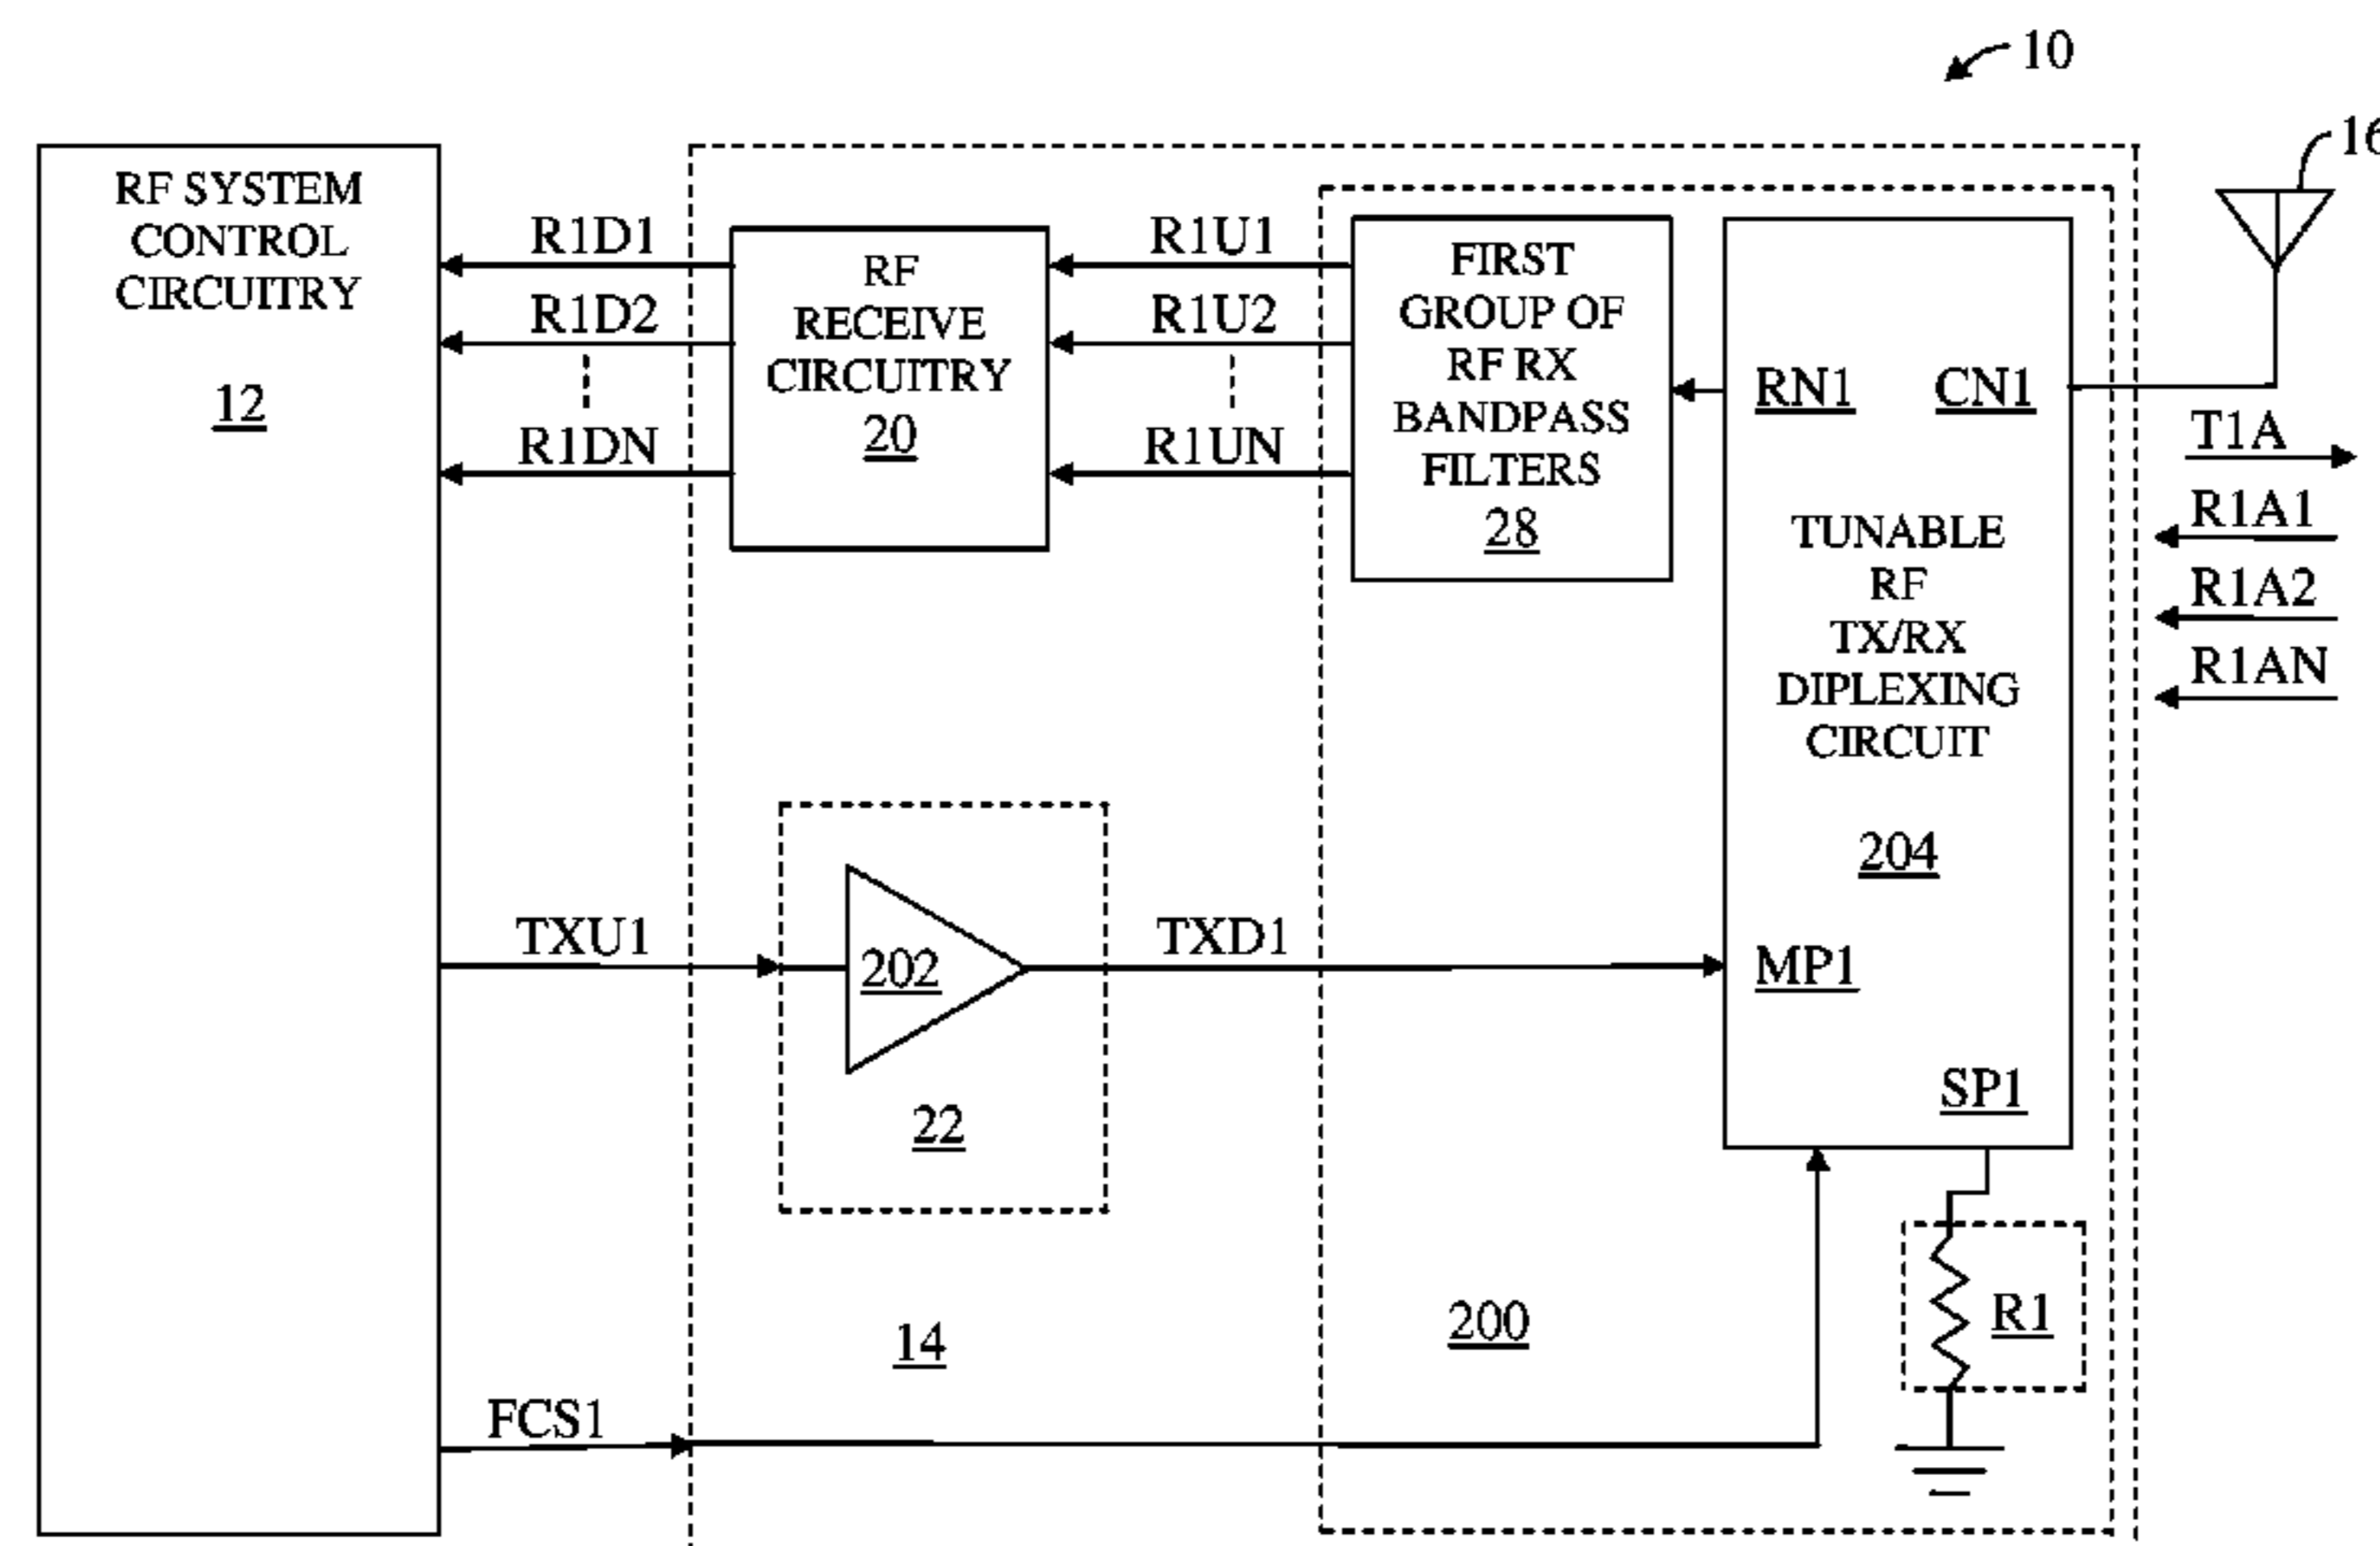 10
16
RF SYSTEM
CONTROL
CIRCUITRY
12
R1D1
R1D2
R1DN
RF
RECEIVE
CIRCUITRY
20
R1U1
R1U2
R1UN
FIRST
GROUP OF
RF RX
BANDPASS
FILTERS
28
RN1
CN1
TUNABLE
RF
TX/RX
DIPLEXING
CIRCUIT
204
MP1
SP1
T1A
R1A1
R1A2
R1AN
TXU1
202
22
TXD1
14
200
R1
FCS1